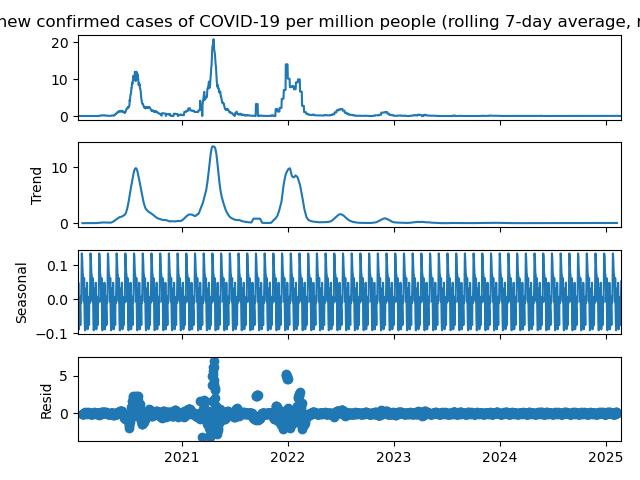 new confirmed cases of COVID-19 per million people (rolling 7-day average, r
20
10
0
Trend
10
0
Seasonal
0.1
0.0
−0.1
Resid
5
0
2021 2022 2023 2024 2025